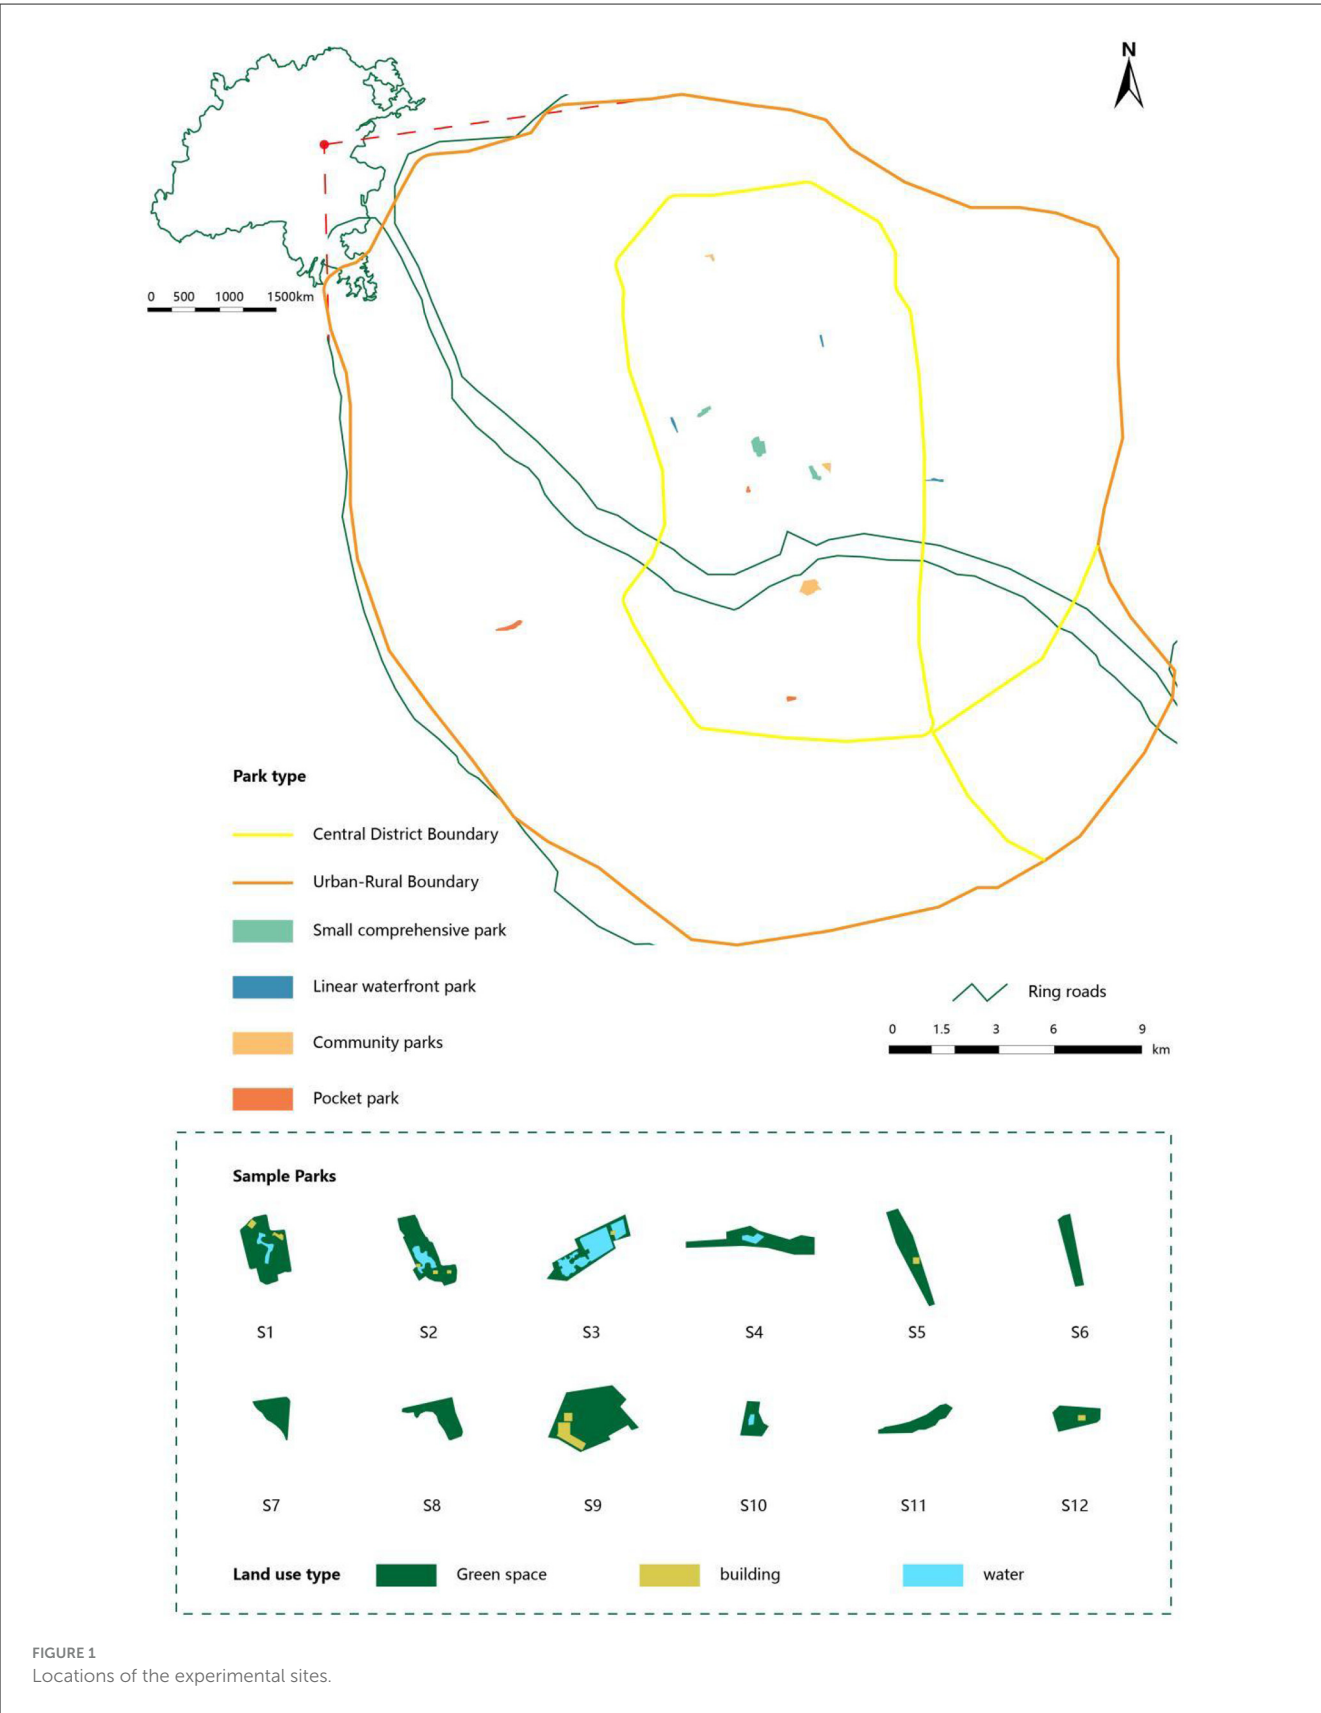 N
0 500 1000 1500km
Park type
Central District Boundary
Urban-Rural Boundary
Small comprehensive park
Linear waterfront park
Community parks
Pocket park
Ring roads
0 1.5 3 6 9
km
Sample Parks
S1 S2 S3 S4 S5 S6
S7 S8 S9 S10 S11 S12
Land use type Green space building water
FIGURE 1
Locations of the experimental sites.